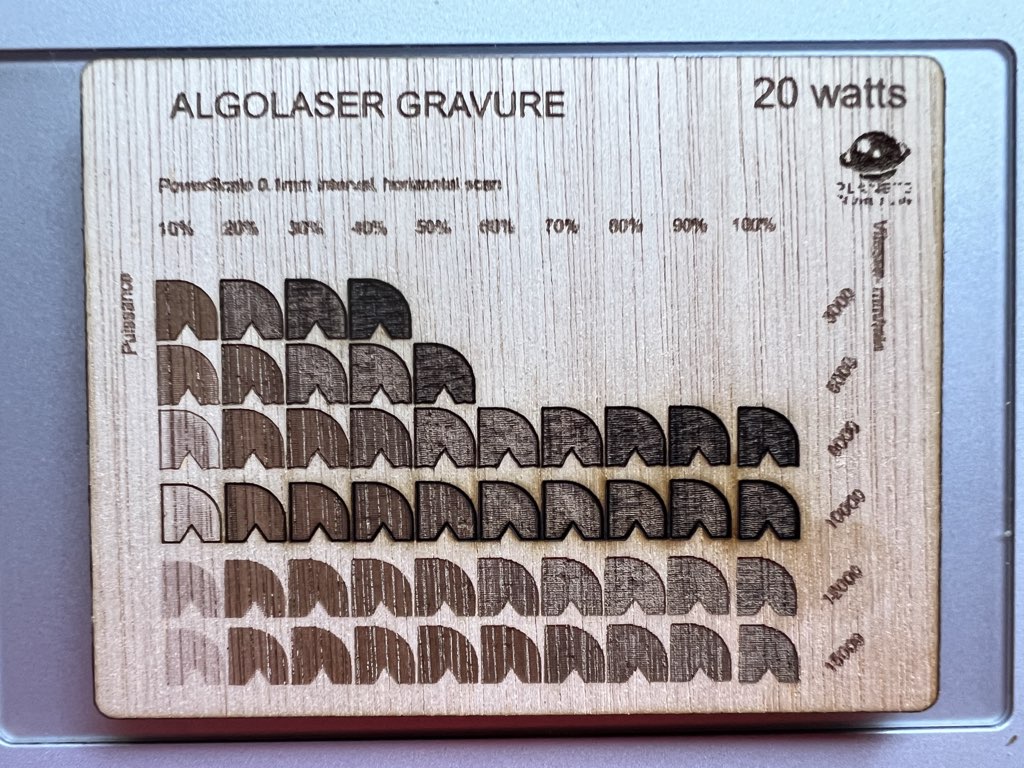 ALGOLASER GRAVURE
20 watts
PowerScale 0.1mm interval, horizontal scan
10% 20% 30% 40% 50% 60% 70% 80% 90% 100%
Puissance
Vitesse - mm/min
3000
6000
10000
12000
15000